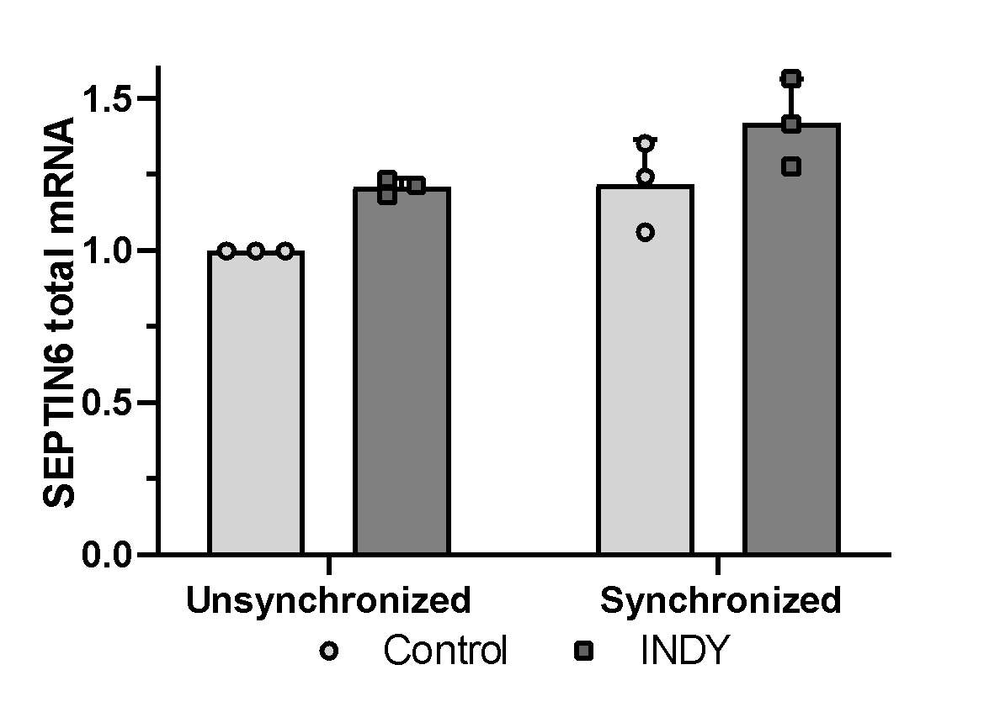 SEPTIN6 total mRNA
1.5
1.0
0.5
0.0
Unsynchronized Synchronized
Control INDY